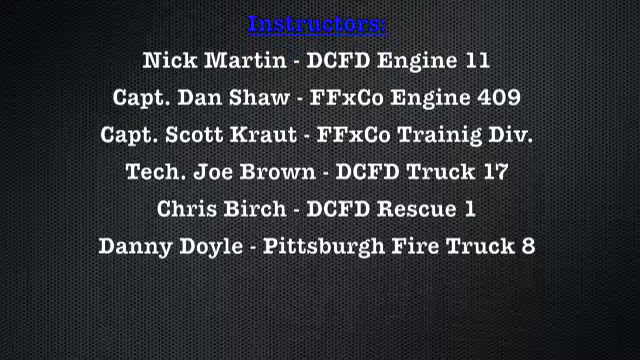 Instructors:
Nick Martin - DCFD Engine 11
Capt. Dan Shaw - FFxCo Engine 409
Capt. Scott Kraut - FFxCo Trainig Div.
Tech. Joe Brown - DCFD Truck 17
Chris Birch - DCFD Rescue 1
Danny Doyle - Pittsburgh Fire Truck 8